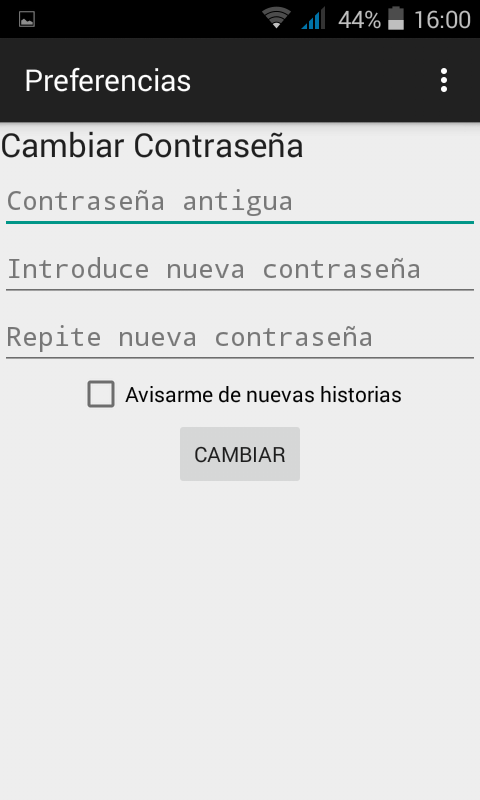 44% 16:00
Preferencias
Cambiar Contraseña
Contraseña antigua
Introduce nueva contraseña
Repite nueva contraseña
Avisarme de nuevas historias
CAMBIAR